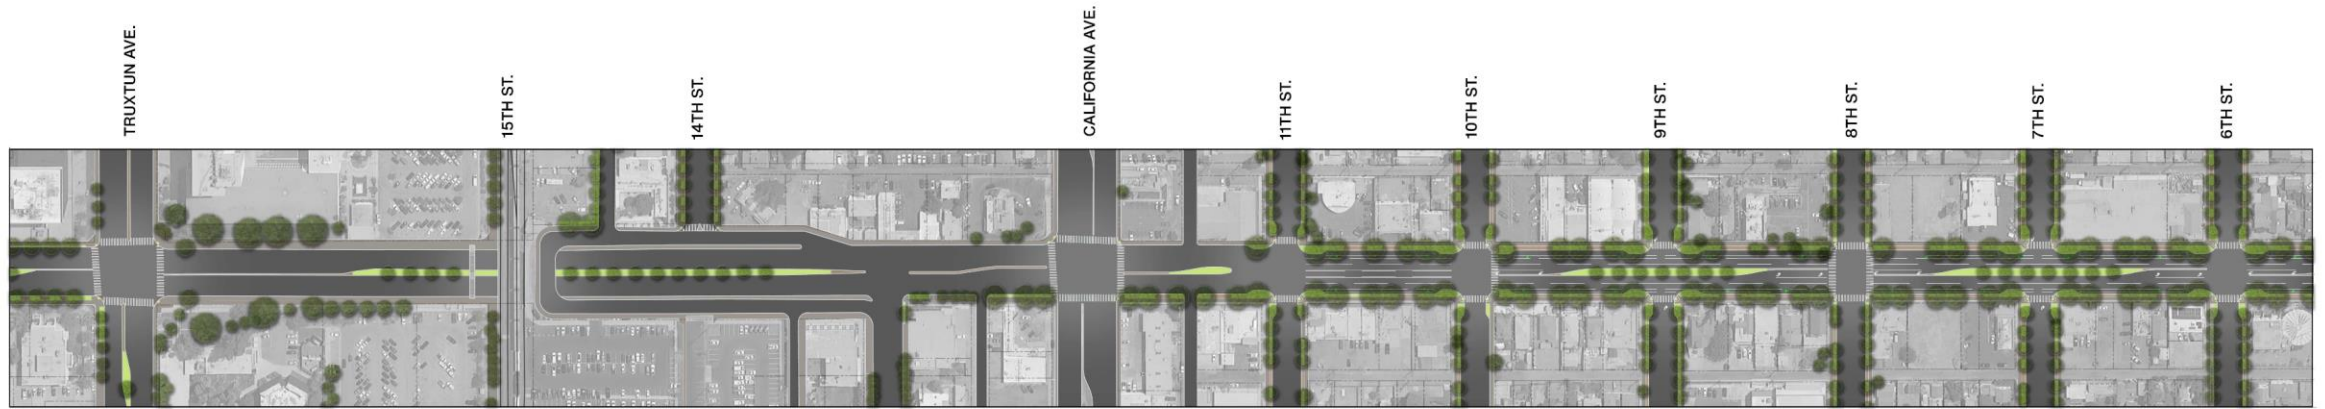 TRUXTUN AVE.
15TH ST.
14TH ST.
CALIFORNIA AVE.
11TH ST.
10TH ST.
9TH ST.
8TH ST.
7TH ST.
6TH ST.